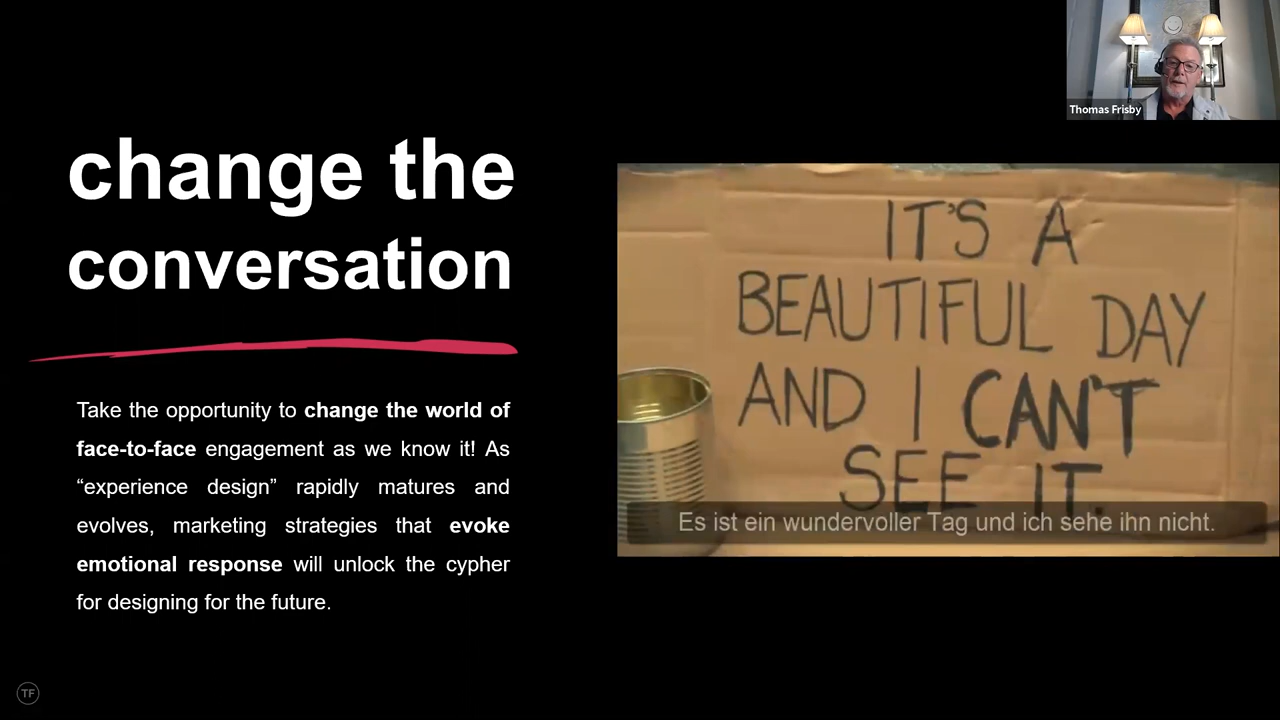 change the
conversation
Take the opportunity to change the world of
face-to-face engagement as we know it! As
“experience design” rapidly matures and
evolves, marketing strategies that evoke
emotional response will unlock the cypher
for designing for the future.
TF
Thomas Frisby
IT'S A
BEAUTIFUL DAY
AND I CAN'T
SEE IT.
Es ist ein wundervoller Tag und ich sehe ihn nicht.